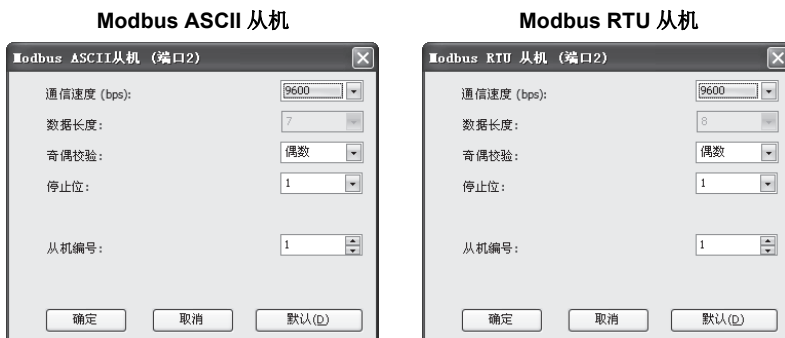 Modbus ASCII 从机
Modbus ASCII从机 (端口2)
通信速度 (bps):
9600
数据长度:
7
奇偶校验:
偶数
停止位:
1
从机编号:
1
确定
取消
默认(D)
Modbus RTU 从机
Modbus RTU 从机 (端口2)
通信速度 (bps):
9600
数据长度:
8
奇偶校验:
偶数
停止位:
1
从机编号:
1
确定
取消
默认(D)